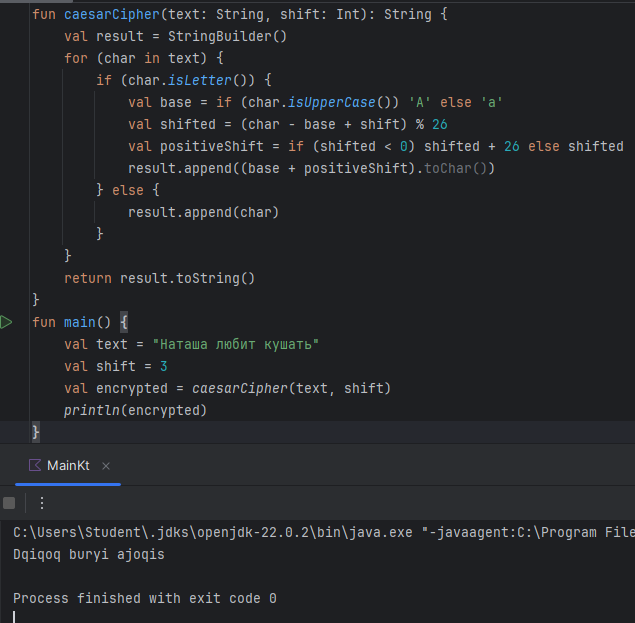 fun caesarCipher(text: String, shift: Int): String {
    val result = StringBuilder()
    for (char in text) {
        if (char.isLetter()) {
            val base = if (char.isUpperCase()) 'A' else 'a'
            val shifted = (char - base + shift) % 26
            val positiveShift = if (shifted < 0) shifted + 26 else shifted
            result.append((base + positiveShift).toChar())
        } else {
            result.append(char)
        }
    }
    return result.toString()
}
fun main() {
    val text = "Наташа любит кушать"
    val shift = 3
    val encrypted = caesarCipher(text, shift)
    println(encrypted)
}
MainKt ×
C:\Users\Student\.jdks\openjdk-22.0.2\bin\java.exe "-javaagent:C:\Program File
Dqiqoq buryi ajoqis
Process finished with exit code 0